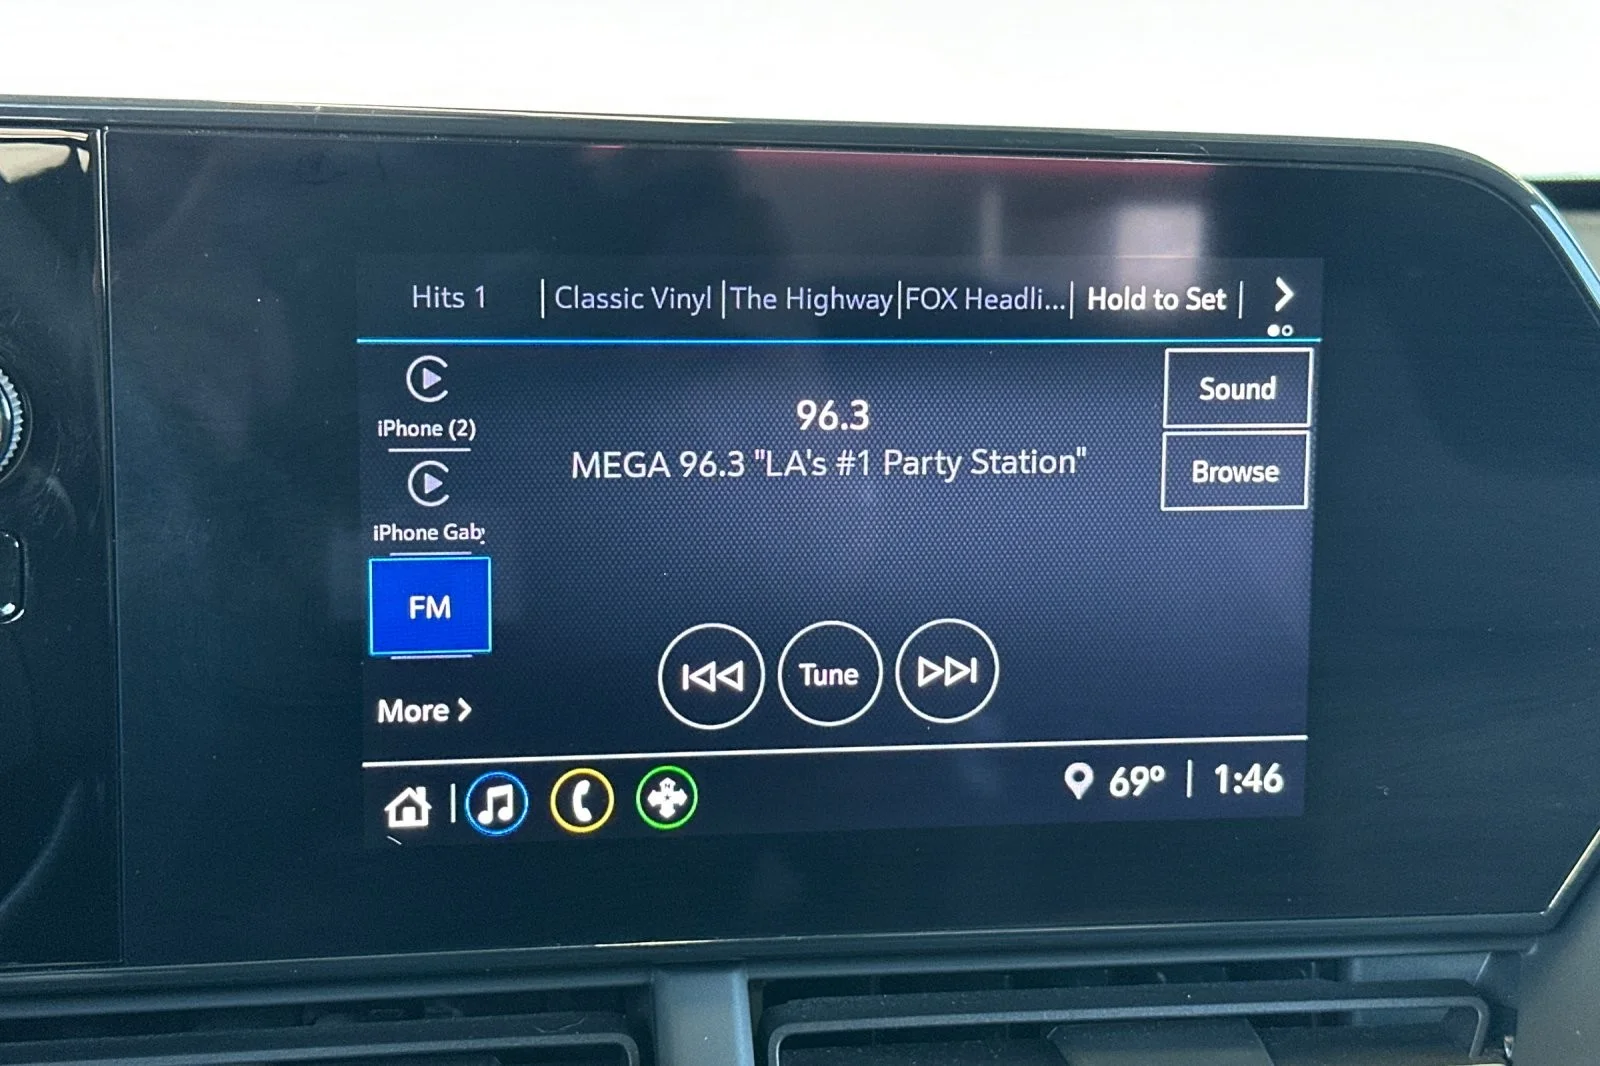 Hits 1 | Classic Vinyl | The Highway | FOX Headli... | Hold to Set |
iPhone (2)
96.3
Sound
MEGA 96.3 "LA's #1 Party Station"
Browse
iPhone Gab
FM
Tune
More
69° | 1:46